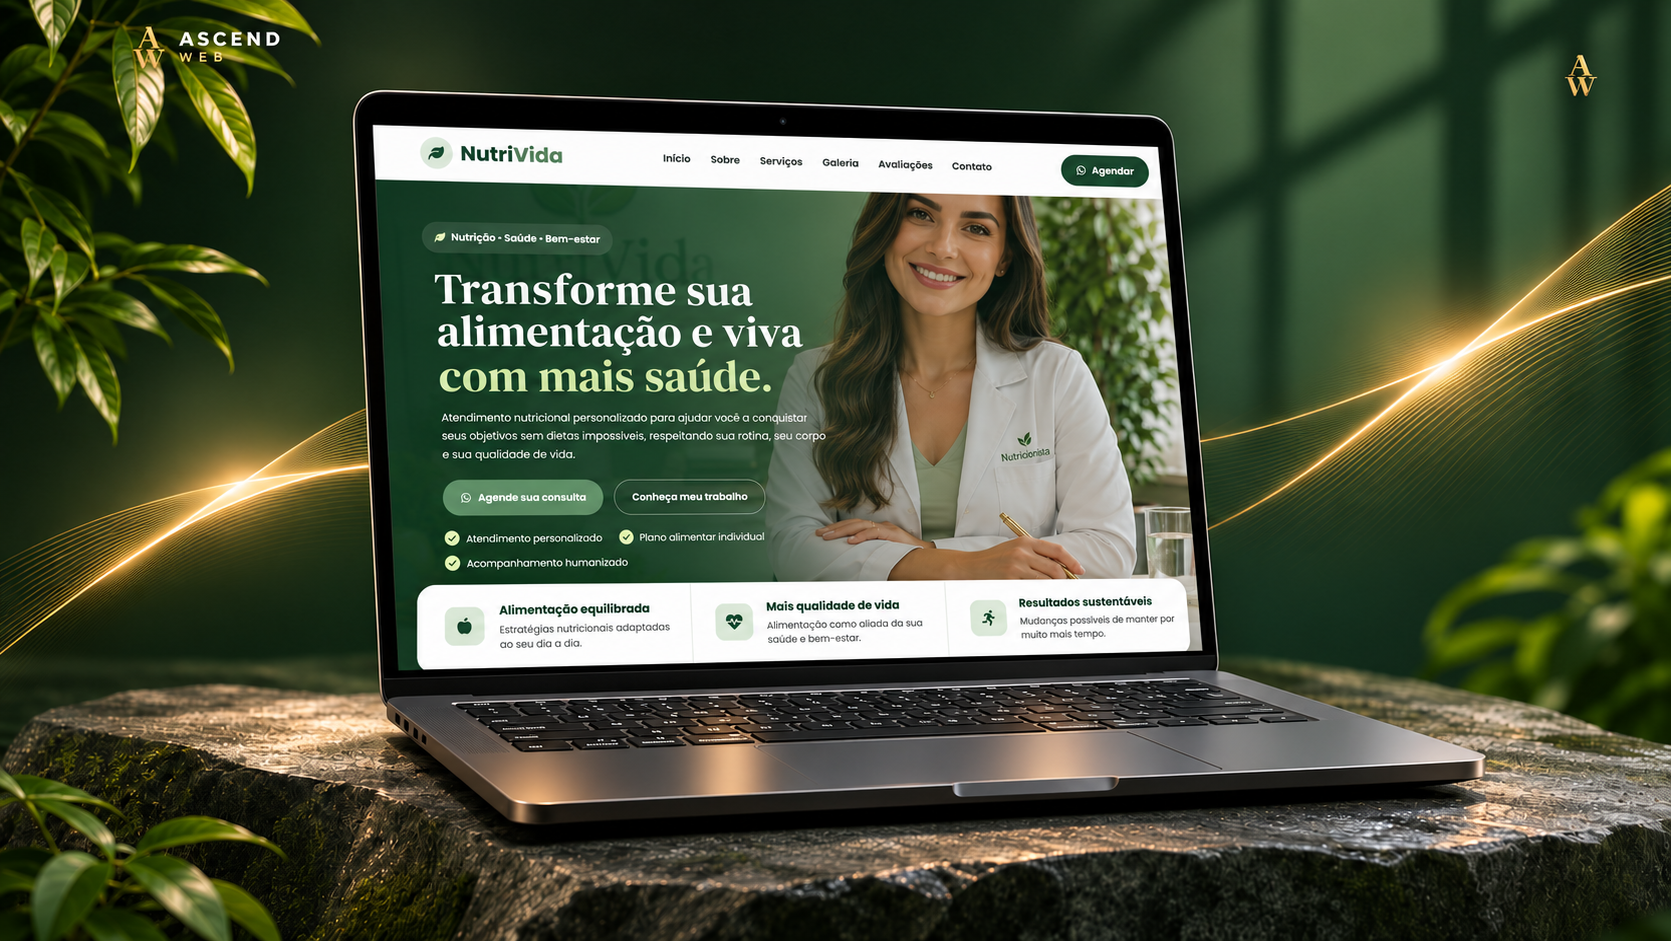 AW
ASCEND
WEB
AW
NutriVida
Início
Sobre
Serviços
Galeria
Avaliações
Contato
Agendar
Nutrição • Saúde • Bem-estar
Transforme sua
alimentação e viva
com mais saúde.
Atendimento nutricional personalizado para ajudar você a conquistar
seus objetivos sem dietas impossíveis, respeitando sua rotina, seu corpo
e sua qualidade de vida.
Agende sua consulta
Conheça meu trabalho
Atendimento personalizado
Plano alimentar individual
Acompanhamento humanizado
Nutricionista
Alimentação equilibrada
Estratégias nutricionais adaptadas
ao seu dia a dia.
Mais qualidade de vida
Alimentação como aliada da sua
saúde e bem-estar.
Resultados sustentáveis
Mudanças possíveis de manter por
muito mais tempo.